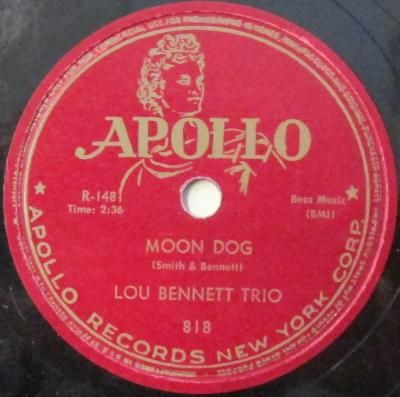 APOLLO
R-1481
Time: 2:36
Bess Music
(BMI)
MOON DOG
(Smith & Bennett)
LOU BENNETT TRIO
818
★ APOLLO RECORDS NEW YORK CORP. ★